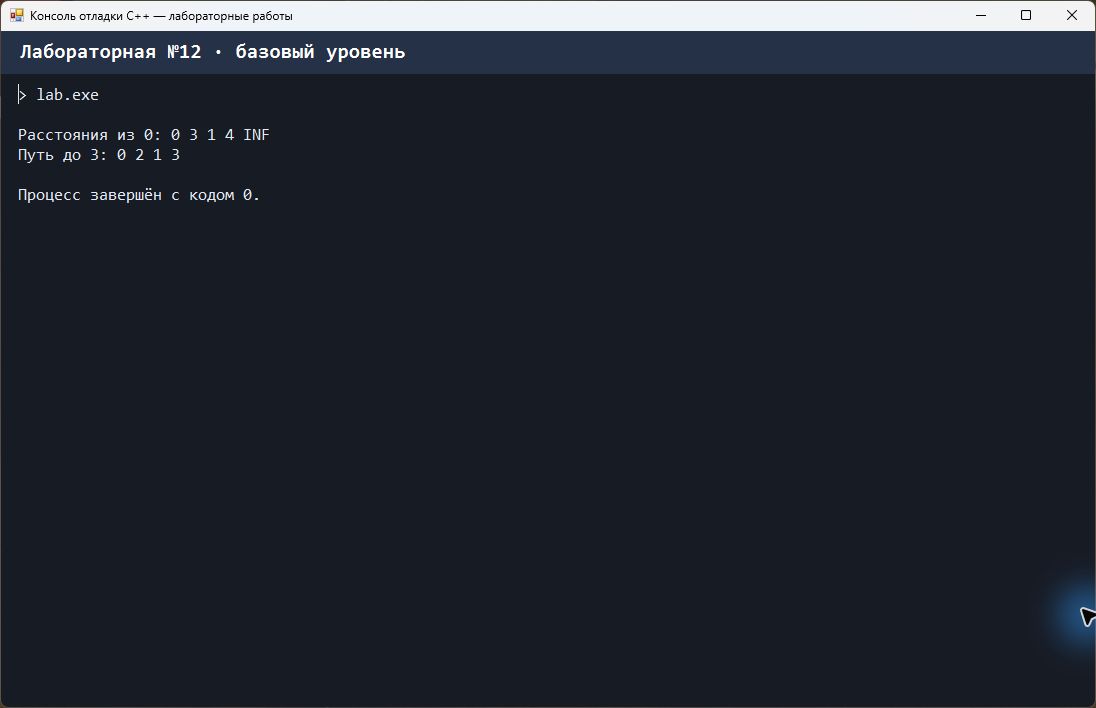 Консоль отладки C++ — лабораторные работы
Лабораторная №12 · базовый уровень
> lab.exe
Расстояния из 0: 0 3 1 4 INF
Путь до 3: 0 2 1 3
Процесс завершён с кодом 0.